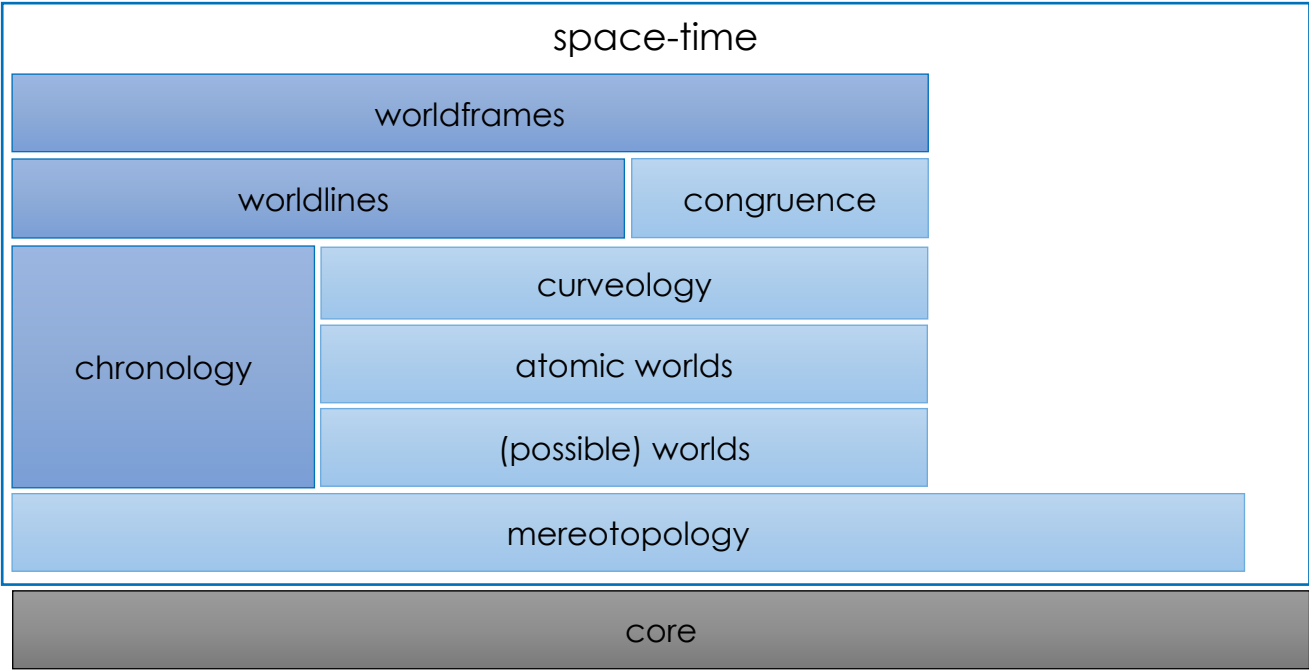 space-time
worldframes
worldlines
congruence
curveology
chronology
atomic worlds
(possible) worlds
mereotopology
core